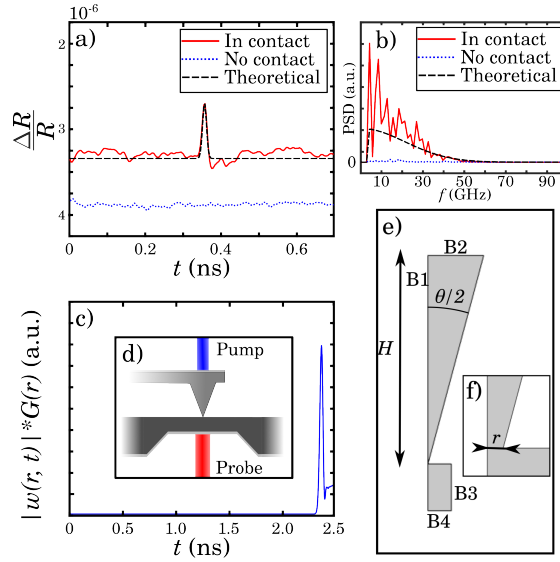 10⁻⁶
a)
In contact
No contact
Theoretical
ΔR
R
2
3
4
0
0.2
0.4
0.6
t (ns)
b)
In contact
No contact
Theoretical
PSD (a.u.)
0
10
30
50
70
90
f (GHz)
c)
|w(r, t)|*G(r) (a.u.)
0
0.5
1.0
1.5
2.0
2.5
t (ns)
d)
Pump
Probe
e)
B2
B1
θ/2
H
f)
r
B3
B4